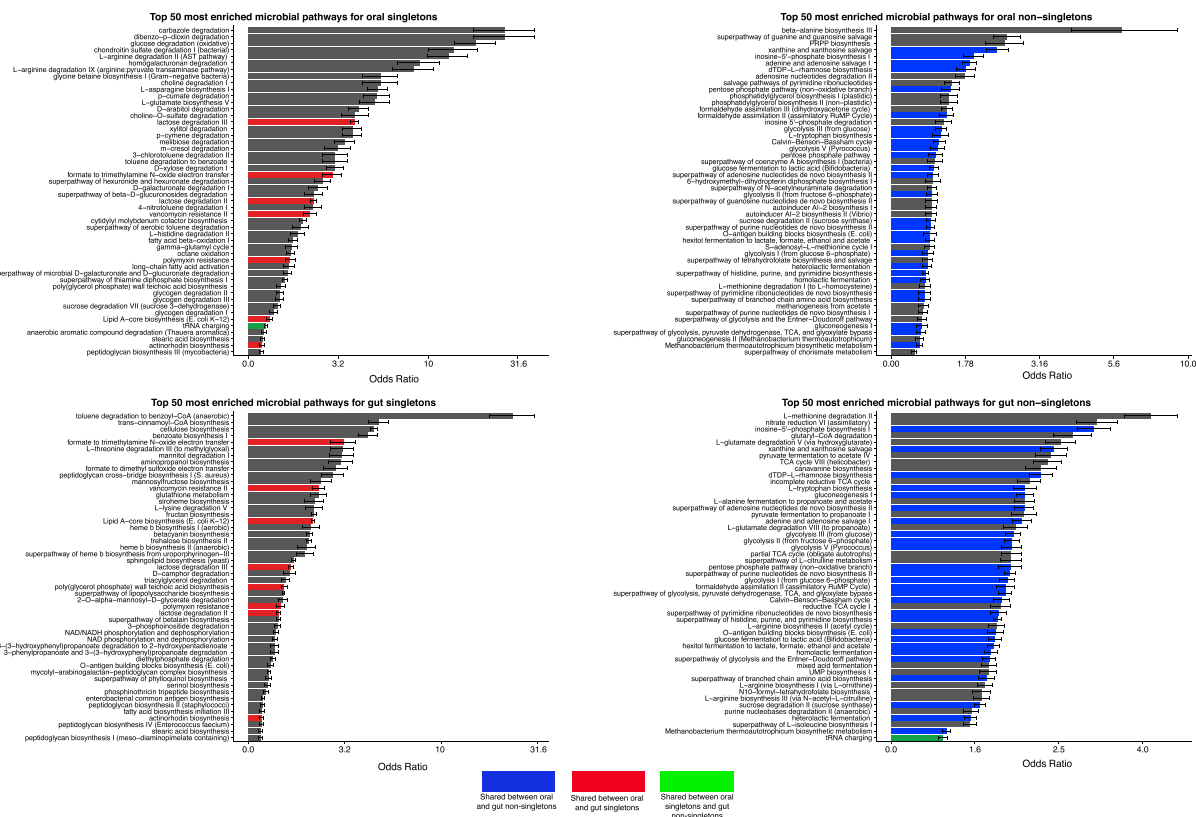 Top 50 most enriched microbial pathways for oral singletons
carbazole degradation
dibenzo−p−dioxin degradation
glucose degradation (oxidative)
chondroitin sulfate degradation I (bacterial)
L−arginine degradation II (AST pathway)
homogalacturonan degradation
L−arginine degradation IX (arginine:pyruvate transaminase pathway)
glycine betaine biosynthesis I (Gram−negative bacteria)
choline degradation I
L−asparagine biosynthesis I
p−cumate degradation
L−glutamate biosynthesis V
D−arabitol degradation
choline−O−sulfate degradation
lactose degradation III
xylitol degradation
p−cymene degradation
melibiose degradation
m−cresol degradation
3−chlorotoluene degradation II
toluene degradation to benzoate
D−xylose degradation I
formate to trimethylamine N−oxide electron transfer
superpathway of hexuronide and hexuronate degradation
D−galacturonate degradation I
superpathway of beta−D−glucuronosides degradation
lactose degradation II
4−nitrotoluene degradation I
vancomycin resistance II
cytidylyl molybdenum cofactor biosynthesis
superpathway of aerobic toluene degradation
L−histidine degradation II
fatty acid beta−oxidation I
gamma−glutamyl cycle
octane oxidation
polymyxin resistance
long−chain fatty acid activation
perpathway of microbial D−galacturonate and D−glucuronate degradation
superpathway of thiamine diphosphate biosynthesis I
poly(glycerol phosphate) wall teichoic acid biosynthesis
glycogen degradation II
glycogen degradation III
sucrose degradation VII (sucrose 3−dehydrogenase)
glycogen degradation I
Lipid A−core biosynthesis (E. coli K−12)
tRNA charging
anaerobic aromatic compound degradation (Thauera aromatica)
stearic acid biosynthesis
actinorhodin biosynthesis
peptidoglycan biosynthesis III (mycobacteria)
0.0 3.2 10 31.6
Odds Ratio
Top 50 most enriched microbial pathways for oral non−singletons
beta−alanine biosynthesis III
superpathway of guanine and guanosine salvage
PRPP biosynthesis
xanthine and xanthosine salvage
inosine−5'−phosphate biosynthesis I
adenine and adenosine salvage I
dTDP−L−rhamnose biosynthesis
adenosine nucleotides degradation II
salvage pathways of pyrimidine ribonucleotides
pentose phosphate pathway (non−oxidative branch)
phosphatidylglycerol biosynthesis I (plastidic)
phosphatidylglycerol biosynthesis II (non−plastidic)
formaldehyde assimilation III (dihydroxyacetone cycle)
formaldehyde assimilation II (assimilatory RuMP Cycle)
inosine 5'−phosphate degradation
glycolysis III (from glucose)
L−tryptophan biosynthesis
Calvin−Benson−Bassham cycle
glycolysis V (Pyrococcus)
pentose phosphate pathway
superpathway of coenzyme A biosynthesis I (bacteria)
glucose fermentation to lactic acid (Bifidobacteria)
superpathway of adenosine nucleotides de novo biosynthesis II
6−hydroxymethyl−dihydropterin diphosphate biosynthesis I
superpathway of N−acetylneuraminate degradation
glycolysis II (from fructose 6−phosphate)
superpathway of guanosine nucleotides de novo biosynthesis II
autoinducer AI−2 biosynthesis I
autoinducer AI−2 biosynthesis II (Vibrio)
sucrose degradation II (sucrose synthase)
superpathway of purine nucleotides de novo biosynthesis II
O−antigen building blocks biosynthesis (E. coli)
hexitol fermentation to lactate, formate, ethanol and acetate
S−adenosyl−L−methionine cycle I
glycolysis I (from glucose 6−phosphate)
superpathway of tetrahydrofolate biosynthesis and salvage
heterolactic fermentation
superpathway of histidine, purine, and pyrimidine biosynthesis
homolactic fermentation
L−methionine degradation I (to L−homocysteine)
superpathway of pyrimidine ribonucleotides de novo biosynthesis
superpathway of branched chain amino acid biosynthesis
methanogenesis from acetate
superpathway of purine nucleotides de novo biosynthesis I
superpathway of glycolysis and the Entner−Doudoroff pathway
gluconeogenesis I
superpathway of glycolysis, pyruvate dehydrogenase, TCA, and glyoxylate bypass
gluconeogenesis II (Methanobacterium thermoautotrophicum)
Methanobacterium thermoautotrophicum biosynthetic metabolism
superpathway of chorismate metabolism
0.00 1.78 3.16 5.6 10.0
Odds Ratio
Top 50 most enriched microbial pathways for gut singletons
toluene degradation to benzoyl−CoA (anaerobic)
trans−cinnamoyl−CoA biosynthesis
cellulose biosynthesis
benzoate biosynthesis I
formate to trimethylamine N−oxide electron transfer
L−threonine degradation III (to methylglyoxal)
mannitol degradation I
aminopropanol biosynthesis
formate to dimethyl sulfoxide electron transfer
peptidoglycan cross−bridge biosynthesis I (S. aureus)
mannosylfructose biosynthesis
vancomycin resistance II
glutathione metabolism
siroheme biosynthesis
L−lysine degradation V
fructan biosynthesis
Lipid A−core biosynthesis (E. coli K−12)
heme b biosynthesis I (aerobic)
betacyanin biosynthesis
trehalose biosynthesis II
heme b biosynthesis II (anaerobic)
superpathway of heme b biosynthesis from uroporphyrinogen−III
sphingolipid biosynthesis (yeast)
lactose degradation III
D−camphor degradation
triacylglycerol degradation
poly(glycerol phosphate) wall teichoic acid biosynthesis
superpathway of lipopolysaccharide biosynthesis
2−O−alpha−mannosyl−D−glycerate degradation
polymyxin resistance
lactose degradation II
superpathway of betalain biosynthesis
3−phosphoinositide degradation
NAD/NADH phosphorylation and dephosphorylation
NAD phosphorylation and dephosphorylation
3−(3−hydroxyphenyl)propanoate degradation to 2−hydroxypentadienoate
3−phenylpropanoate and 3−(3−hydroxyphenyl)propanoate degradation
diethylphosphate degradation
O−antigen building blocks biosynthesis (E. coli)
mycolyl−arabinogalactan−peptidoglycan complex biosynthesis
superpathway of phylloquinol biosynthesis
serinol biosynthesis
phosphinothricin tripeptide biosynthesis
enterobacterial common antigen biosynthesis
peptidoglycan biosynthesis II (staphylococci)
fatty acid biosynthesis initiation III
actinorhodin biosynthesis
peptidoglycan biosynthesis IV (Enterococcus faecium)
stearic acid biosynthesis
peptidoglycan biosynthesis I (meso−diaminopimelate containing)
0.0 3.2 10 31.6
Odds Ratio
Top 50 most enriched microbial pathways for gut non−singletons
L−methionine degradation II
nitrate reduction VI (assimilatory)
inosine−5'−phosphate biosynthesis I
glutaryl−CoA degradation
L−glutamate degradation V (via hydroxyglutarate)
xanthine and xanthosine salvage
pyruvate fermentation to acetate IV
TCA cycle VIII (helicobacter)
canavanine biosynthesis
dTDP−L−rhamnose biosynthesis
incomplete reductive TCA cycle
L−tryptophan biosynthesis
gluconeogenesis I
L−alanine fermentation to propanoate and acetate
superpathway of adenosine nucleotides de novo biosynthesis II
pyruvate fermentation to propanoate I
adenine and adenosine salvage I
L−glutamate degradation VIII (to propanoate)
glycolysis III (from glucose)
glycolysis II (from fructose 6−phosphate)
glycolysis V (Pyrococcus)
partial TCA cycle (obligate autotrophs)
superpathway of L−citrulline metabolism
pentose phosphate pathway (non−oxidative branch)
superpathway of purine nucleotides de novo biosynthesis II
glycolysis I (from glucose 6−phosphate)
formaldehyde assimilation II (assimilatory RuMP Cycle)
superpathway of glycolysis, pyruvate dehydrogenase, TCA, and glyoxylate bypass
Calvin−Benson−Bassham cycle
reductive TCA cycle I
superpathway of pyrimidine ribonucleotides de novo biosynthesis
superpathway of histidine, purine, and pyrimidine biosynthesis
L−arginine biosynthesis II (acetyl cycle)
O−antigen building blocks biosynthesis (E. coli)
glucose fermentation to lactic acid (Bifidobacteria)
hexitol fermentation to lactate, formate, ethanol and acetate
homolactic fermentation
superpathway of glycolysis and the Entner−Doudoroff pathway
mixed acid fermentation
UMP biosynthesis I
superpathway of branched chain amino acid biosynthesis
L−arginine biosynthesis I (via L−ornithine)
N10−formyl−tetrahydrofolate biosynthesis
L−arginine biosynthesis III (via N−acetyl−L−citrulline)
sucrose degradation II (sucrose synthase)
purine nucleobases degradation II (anaerobic)
heterolactic fermentation
superpathway of L−isoleucine biosynthesis I
Methanobacterium thermoautotrophicum biosynthetic metabolism
tRNA charging
0.0 1.6 2.5 4.0
Odds Ratio
Shared between oral
and gut non-singletons
Shared between oral
and gut singletons
Shared between oral
singletons and gut
non-singletons